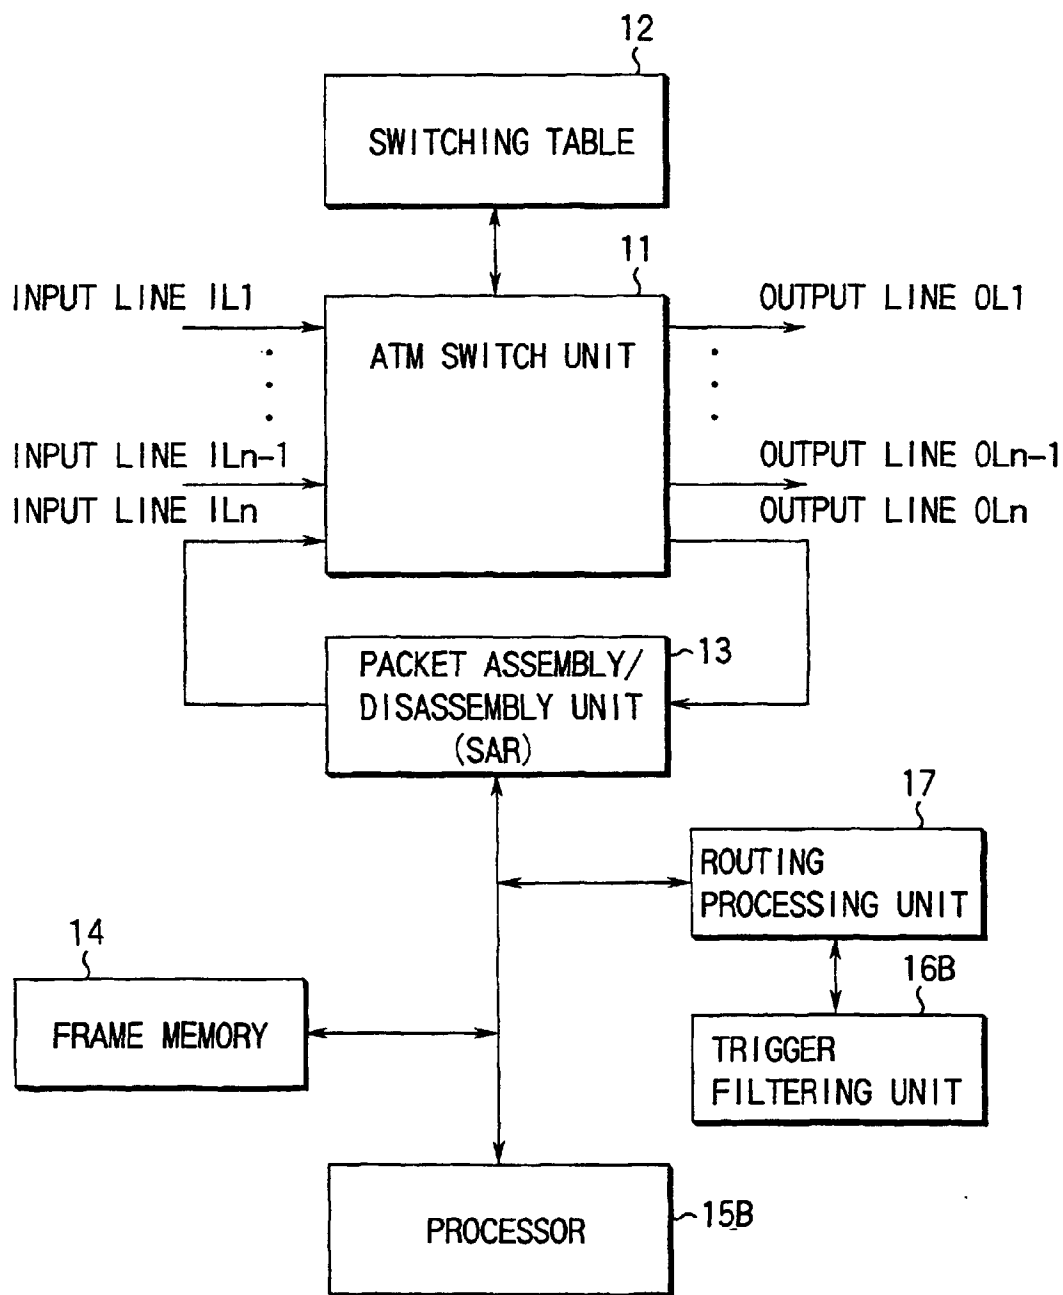 12
SWITCHING TABLE
11
INPUT LINE IL1
OUTPUT LINE OL1
ATM SWITCH UNIT
INPUT LINE ILn-1
OUTPUT LINE OLn-1
INPUT LINE ILn
OUTPUT LINE OLn
13
PACKET ASSEMBLY/
DISASSEMBLY UNIT
(SAR)
17
ROUTING
PROCESSING UNIT
14
FRAME MEMORY
16B
TRIGGER
FILTERING UNIT
15B
PROCESSOR